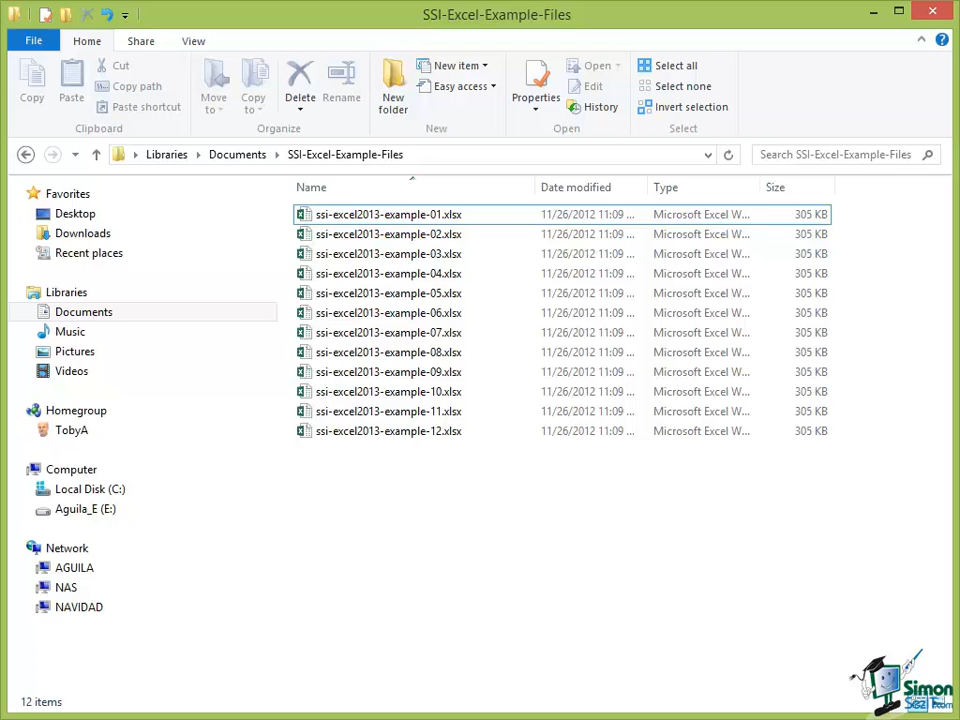 SSI-Excel-Example-Files
File Home Share View
Copy Paste Cut Copy path Paste shortcut
Clipboard
Move to Copy to Delete Rename
Organize
New folder New item Easy access
New
Properties Open Edit History
Open
Select all Select none Invert selection
Select
Libraries Documents SSI-Excel-Example-Files
Search SSI-Excel-Example-Files
Favorites
Desktop
Downloads
Recent places
Libraries
Documents
Music
Pictures
Videos
Homegroup
TobyA
Computer
Local Disk (C:)
Aguila_E (E:)
Network
AGUILA
NAS
NAVIDAD
Name Date modified Type Size
ssi-excel2013-example-01.xlsx 11/26/2012 11:09 ... Microsoft Excel W... 305 KB
ssi-excel2013-example-02.xlsx 11/26/2012 11:09 ... Microsoft Excel W... 305 KB
ssi-excel2013-example-03.xlsx 11/26/2012 11:09 ... Microsoft Excel W... 305 KB
ssi-excel2013-example-04.xlsx 11/26/2012 11:09 ... Microsoft Excel W... 305 KB
ssi-excel2013-example-05.xlsx 11/26/2012 11:09 ... Microsoft Excel W... 305 KB
ssi-excel2013-example-06.xlsx 11/26/2012 11:09 ... Microsoft Excel W... 305 KB
ssi-excel2013-example-07.xlsx 11/26/2012 11:09 ... Microsoft Excel W... 305 KB
ssi-excel2013-example-08.xlsx 11/26/2012 11:09 ... Microsoft Excel W... 305 KB
ssi-excel2013-example-09.xlsx 11/26/2012 11:09 ... Microsoft Excel W... 305 KB
ssi-excel2013-example-10.xlsx 11/26/2012 11:09 ... Microsoft Excel W... 305 KB
ssi-excel2013-example-11.xlsx 11/26/2012 11:09 ... Microsoft Excel W... 305 KB
ssi-excel2013-example-12.xlsx 11/26/2012 11:09 ... Microsoft Excel W... 305 KB
12 items
Simon